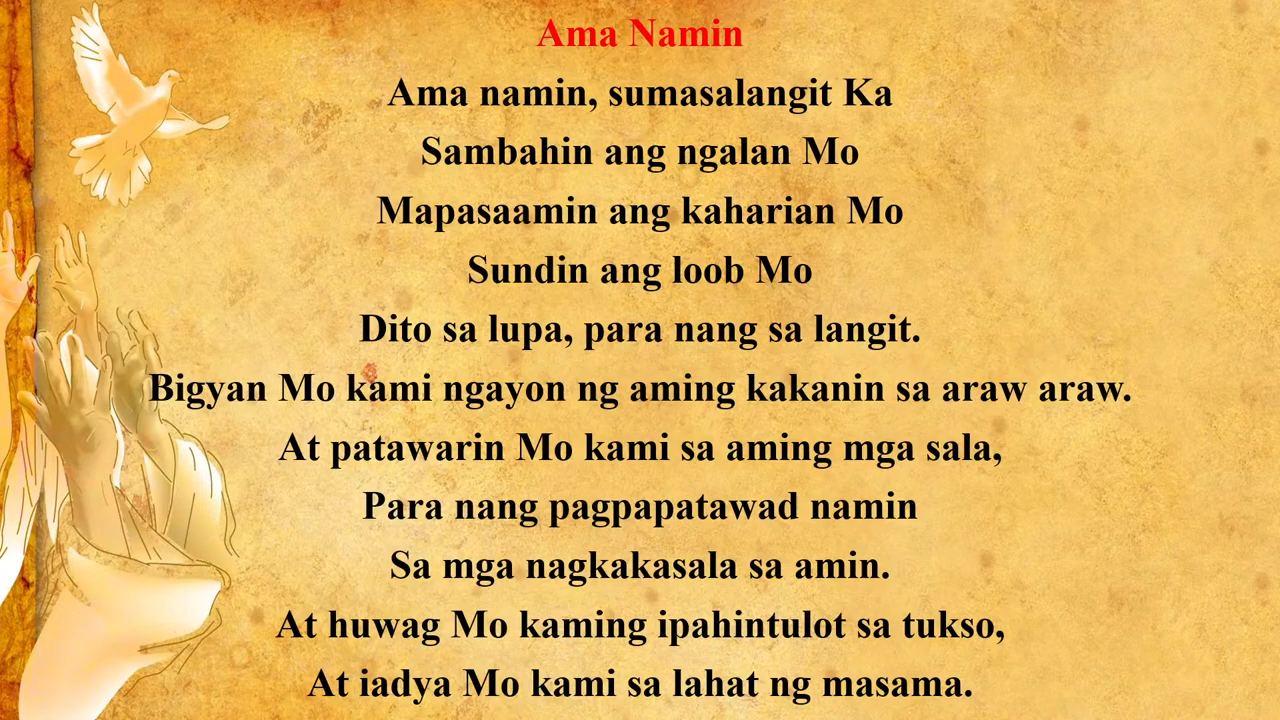 Ama Namin
Ama namin, sumasalangit Ka
Sambahin ang ngalan Mo
Mapasaamin ang kaharian Mo
Sundin ang loob Mo
Dito sa lupa, para nang sa langit.
Bigyan Mo kami ngayon ng aming kakanin sa araw araw.
At patawarin Mo kami sa aming mga sala,
Para nang pagpapatawad namin
Sa mga nagkakasala sa amin.
At huwag Mo kaming ipahintulot sa tukso,
At iadya Mo kami sa lahat ng masama.